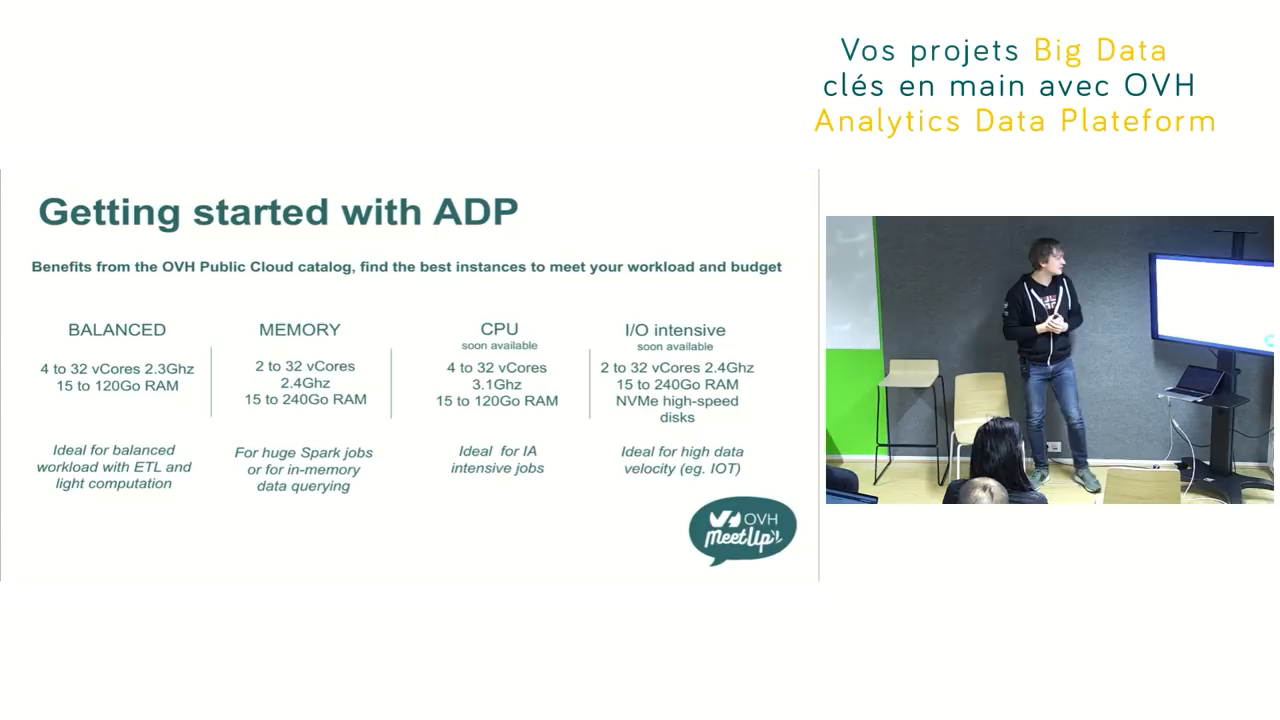 Vos projets Big Data
clés en main avec OVH
Analytics Data Plateform
Getting started with ADP
Benefits from the OVH Public Cloud catalog, find the best instances to meet your workload and budget
BALANCED
4 to 32 vCores 2.3Ghz
15 to 120Go RAM
Ideal for balanced
workload with ETL and
light computation
MEMORY
2 to 32 vCores
2.4Ghz
15 to 240Go RAM
For huge Spark jobs
or for in-memory
data querying
CPU
soon available
4 to 32 vCores
3.1Ghz
15 to 120Go RAM
Ideal for IA
intensive jobs
I/O intensive
soon available
2 to 32 vCores 2.4Ghz
15 to 240Go RAM
NVMe high-speed
disks
Ideal for high data
velocity (eg. IOT)
OVH
MeetUp